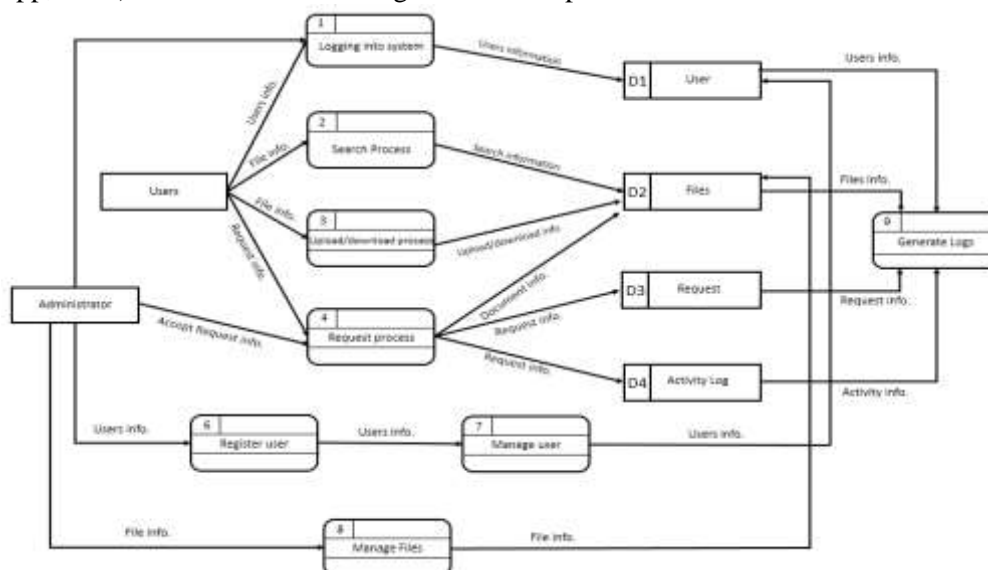 1
Logging into system
Users information
D1
User
Users info.
Users info.
2
Search Process
File info.
Search information
D2
Files
Files Info.
Users
File info.
3
Upload/download process
Upload/download info.
9
Generate Logs
Request info.
Document info.
D3
Request
Request info.
Administrator
Accept Request info.
4
Request process
Request info.
Request info.
D4
Activity Log
Activity info.
Users info.
6
Register user
Users info.
7
Manage user
Users info.
File info.
8
Manage Files
File info.